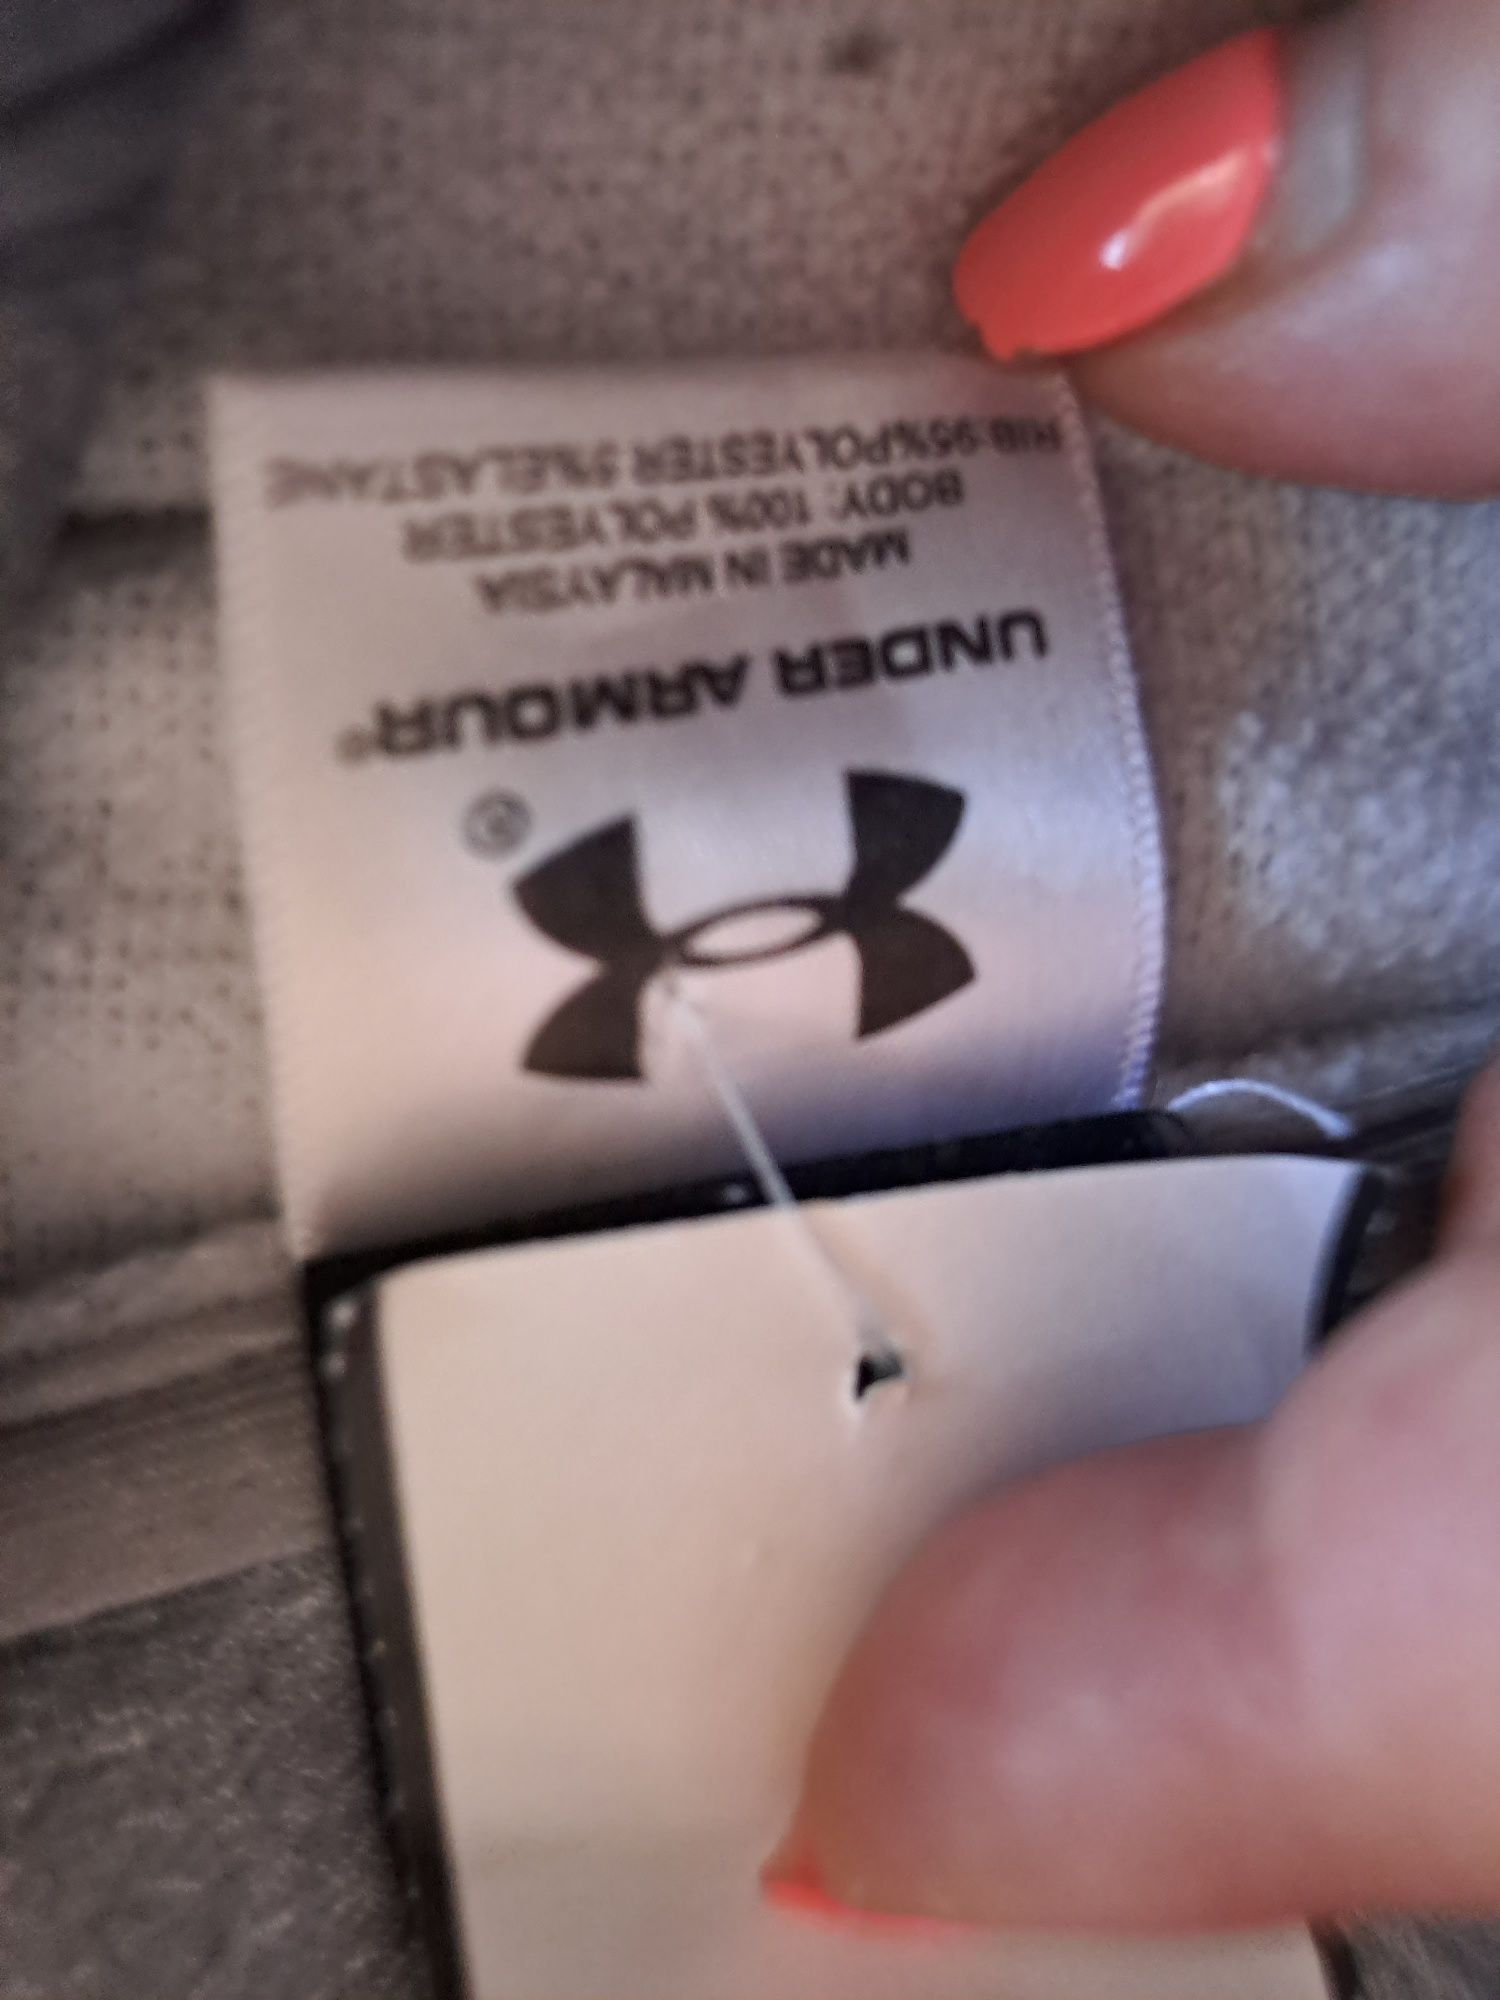 UNDER ARMOUR®
MADE IN MALAYSIA
BODY: 100% POLYESTER
RIB:95%POLYESTER 5%ELASTANE